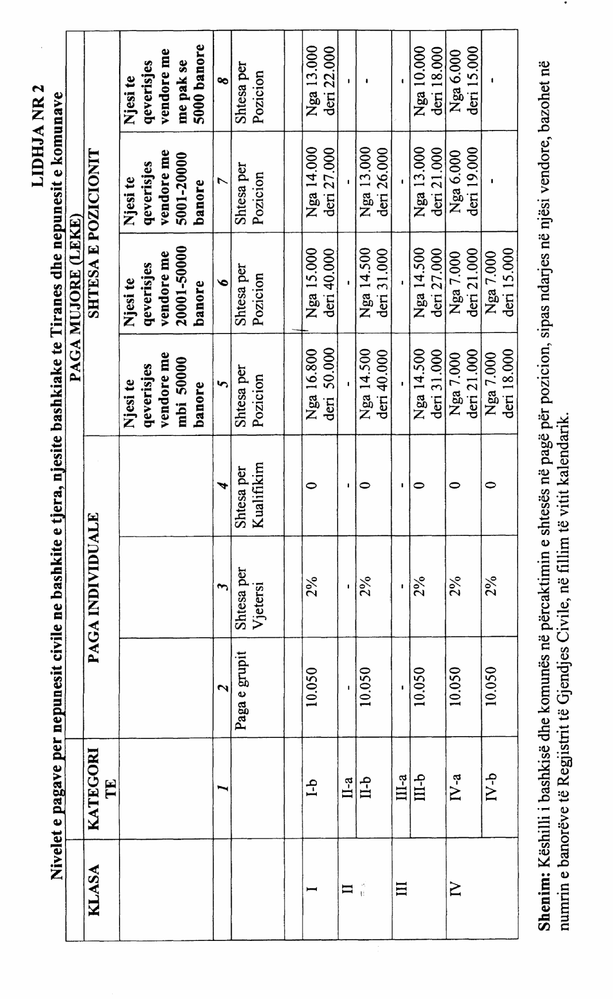 LIDHJA NR 2
Nivelet e pagave per nepunesit civile ne bashkite e tjera, njesite bashkiake te Tiranes dhe nepunesit e komunave
PAGA MUJORE (LEKE)
KLASA KATEGORI PAGA INDIVIDUALE SHTESA E POZICIONIT
TE
Njesi te Njesi te Njesi te Njesi te
qeverisjes qeverisjes qeverisjes qeverisjes
vendore me vendore me vendore me vendore me
mbi 50000 20001-50000 5001-20000 me pak se
banore banore banore 5000 banore
1 2 3 4 5 6 7 8
Paga e grupit Shtesa per Shtesa per Shtesa per Shtesa per Shtesa per Shtesa per
Vjetersi Kualifikim Pozicion Pozicion Pozicion Pozicion
I I-b 10.050 2% 0 Nga 16.800 Nga 15.000 Nga 14.000 Nga 13.000
deri 50.000 deri 40.000 deri 27.000 deri 22.000
II II-a - - - - - - -
II-b 10.050 2% 0 Nga 14.500 Nga 14.500 Nga 13.000 -
deri 40.000 deri 31.000 deri 26.000
III III-a - - - - - - -
III-b 10.050 2% 0 Nga 14.500 Nga 14.500 Nga 13.000 Nga 10.000
deri 31.000 deri 27.000 deri 21.000 deri 18.000
IV IV-a 10.050 2% 0 Nga 7.000 Nga 7.000 Nga 6.000 Nga 6.000
deri 21.000 deri 21.000 deri 19.000 deri 15.000
IV-b 10.050 2% 0 Nga 7.000 Nga 7.000 - -
deri 18.000 deri 15.000
Shenim: Këshilli i bashkisë dhe komunës në përcaktimin e shtesës në pagë për pozicion, sipas ndarjes në njësi vendore, bazohet në
numrin e banorëve të Regjistrit të Gjendjes Civile, në fillim të vitit kalendarik.